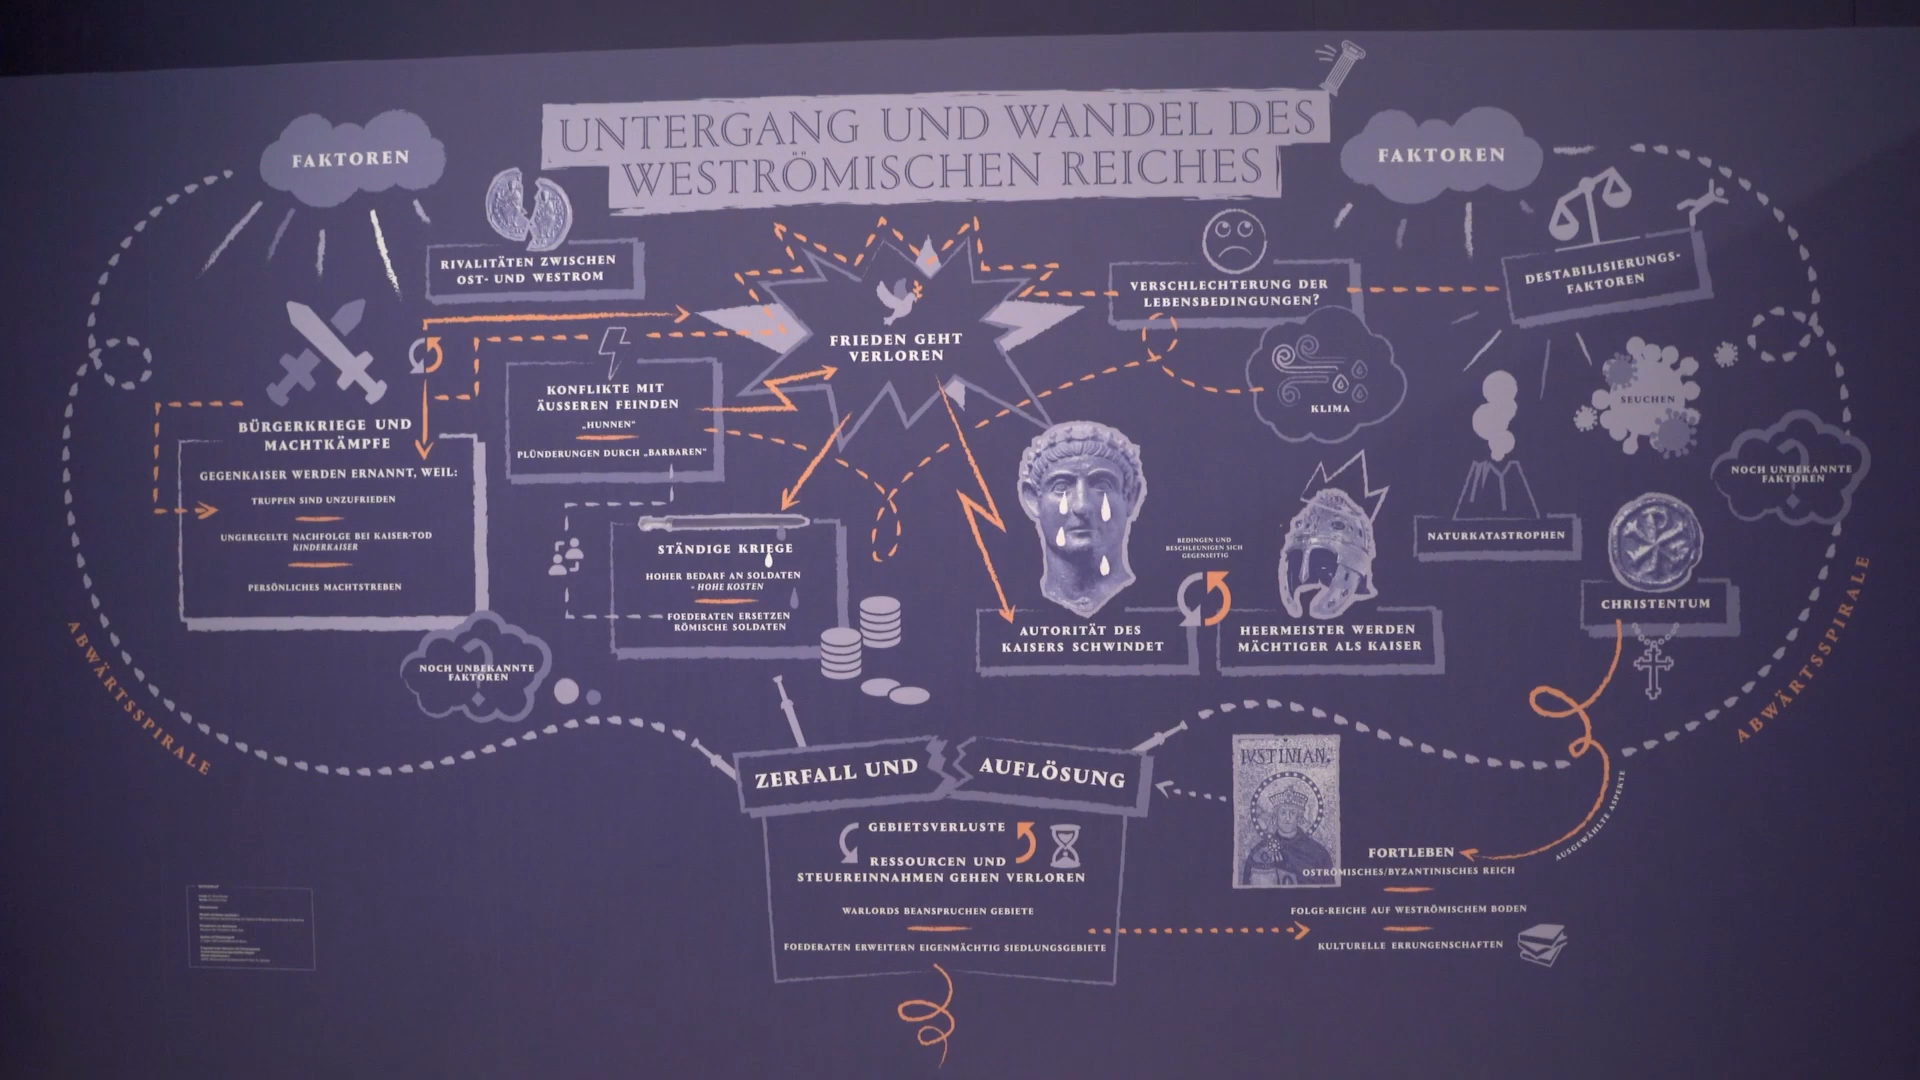 UNTERGANG UND WANDEL DES
WESTRÖMISCHEN REICHES
FAKTOREN
FAKTOREN
RIVALITÄTEN ZWISCHEN
OST- UND WESTROM
BÜRGERKRIEGE UND
MACHTKÄMPFE
GEGENKAISER WERDEN ERNANNT, WEIL:
TRUPPEN SIND UNZUFRIEDEN
UNGEREGELTE NACHFOLGE BEI KAISER-TOD
KINDERKAISER
PERSÖNLICHES MACHTSTREBEN
NOCH UNBEKANNTE
FAKTOREN
?
KONFLIKTE MIT
ÄUSSEREN FEINDEN
„HUNNEN“
PLÜNDERUNGEN DURCH „BARBAREN“
FRIEDEN GEHT
VERLOREN
STÄNDIGE KRIEGE
HOHER BEDARF AN SOLDATEN
= HOHE KOSTEN
FOEDERATEN ERSETZEN
RÖMISCHE SOLDATEN
VERSCHLECHTERUNG DER
LEBENSBEDINGUNGEN?
KLIMA
DESTABILISIERUNGS-
FAKTOREN
SEUCHEN
NATURKATASTROPHEN
NOCH UNBEKANNTE
FAKTOREN
?
CHRISTENTUM
AUTORITÄT DES
KAISERS SCHWINDET
BEDINGEN UND
BESCHLEUNIGEN SICH
GEGENSEITIG
HEERMEISTER WERDEN
MÄCHTIGER ALS KAISER
ABWÄRTSSPIRALE
ABWÄRTSSPIRALE
ZERFALL UND AUFLÖSUNG
GEBIETSVERLUSTE
RESSOURCEN UND
STEUEREINNAHMEN GEHEN VERLOREN
WARLORDS BEANSPRUCHEN GEBIETE
FOEDERATEN ERWEITERN EIGENMÄCHTIG SIEDLUNGSGEBIETE
IVSTINIAN
AUSGEWÄHLTE ASPEKTE
FORTLEBEN
OSTRÖMISCHES/BYZANTINISCHES REICH
FOLGE-REICHE AUF WESTRÖMISCHEM BODEN
KULTURELLE ERRUNGENSCHAFTEN